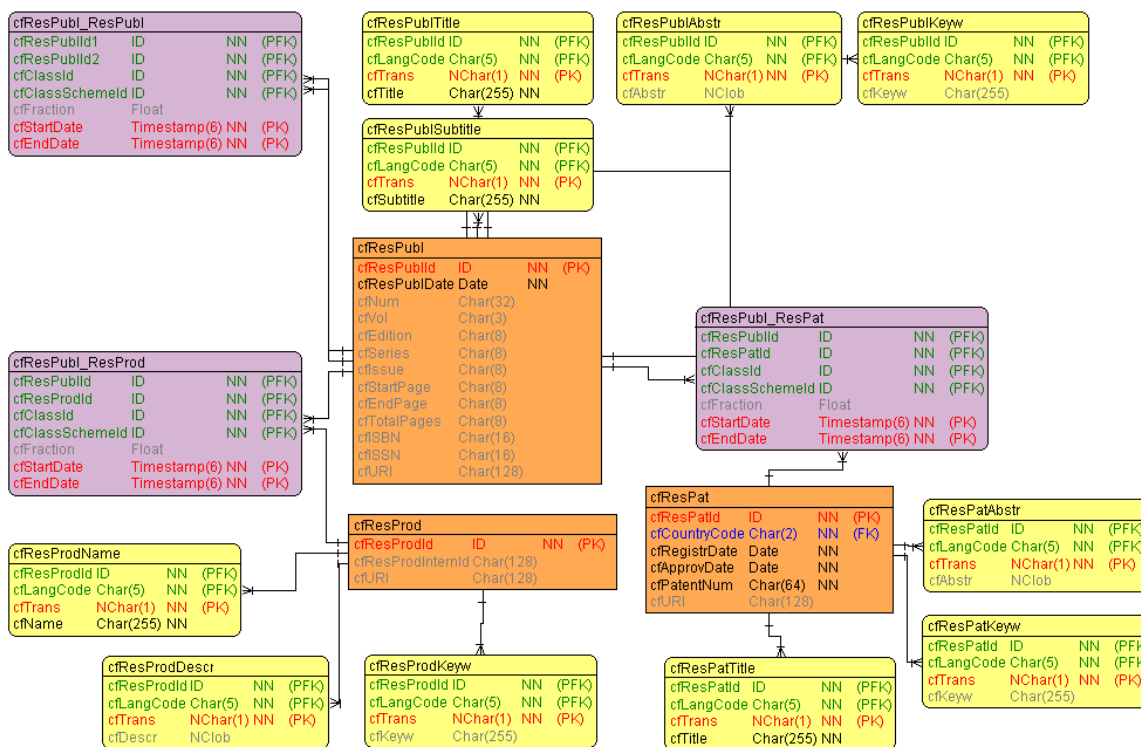 cfResPubl_ResPubl
cfResPublId1 ID NN (PFK)
cfResPublId2 ID NN (PFK)
cfClassId ID NN (PFK)
cfClassSchemeId ID NN (PFK)
cfFraction Float
cfStartDate Timestamp(6) NN (PK)
cfEndDate Timestamp(6) NN (PK)
cfResPublTitle
cfResPublId ID NN (PFK)
cfLangCode Char(5) NN (PFK)
cfTrans NChar(1) NN (PK)
cfTitle Char(255) NN
cfResPublAbstr
cfResPublId ID NN (PFK)
cfLangCode Char(5) NN (PFK)
cfTrans NChar(1) NN (PK)
cfAbstr NClob
cfResPublKeyw
cfResPublId ID NN (PFK)
cfLangCode Char(5) NN (PFK)
cfTrans NChar(1) NN (PK)
cfKeyw Char(255)
cfResPublSubtitle
cfResPublId ID NN (PFK)
cfLangCode Char(5) NN (PFK)
cfTrans NChar(1) NN (PK)
cfSubtitle Char(255) NN
cfResPubl
cfResPublId ID NN (PK)
cfResPublDate Date NN
cfNum Char(32)
cfVol Char(3)
cfEdition Char(8)
cfSeries Char(8)
cfIssue Char(8)
cfStartPage Char(8)
cfEndPage Char(8)
cfTotalPages Char(8)
cfISBN Char(16)
cfISSN Char(16)
cfURI Char(128)
cfResPubl_ResPat
cfResPublId ID NN (PFK)
cfResPatId ID NN (PFK)
cfClassId ID NN (PFK)
cfClassSchemeId ID NN (PFK)
cfFraction Float
cfStartDate Timestamp(6) NN (PK)
cfEndDate Timestamp(6) NN (PK)
cfResPubl_ResProd
cfResPublId ID NN (PFK)
cfResProdId ID NN (PFK)
cfClassId ID NN (PFK)
cfClassSchemeId ID NN (PFK)
cfFraction Float
cfStartDate Timestamp(6) NN (PK)
cfEndDate Timestamp(6) NN (PK)
cfResProd
cfResProdId ID NN (PK)
cfResProdInternId Char(128)
cfURI Char(128)
cfResPat
cfResPatId ID NN (PK)
cfCountryCode Char(2) NN (FK)
cfRegistrDate Date NN
cfApprovDate Date NN
cfPatentNum Char(64) NN
cfURI Char(128)
cfResPatAbstr
cfResPatId ID NN (PFK)
cfLangCode Char(5) NN (PFK)
cfTrans NChar(1) NN (PK)
cfAbstr NClob
cfResProdName
cfResProdId ID NN (PFK)
cfLangCode Char(5) NN (PFK)
cfTrans NChar(1) NN (PK)
cfName Char(255) NN
cfResPatKeyw
cfResPatId ID NN (PFK)
cfLangCode Char(5) NN (PFK)
cfTrans NChar(1) NN (PK)
cfKeyw Char(255)
cfResProdDescr
cfResProdId ID NN (PFK)
cfLangCode Char(5) NN (PFK)
cfTrans NChar(1) NN (PK)
cfDescr NClob
cfResProdKeyw
cfResProdId ID NN (PFK)
cfLangCode Char(5) NN (PFK)
cfTrans NChar(1) NN (PK)
cfKeyw Char(255)
cfResPatTitle
cfResPatId ID NN (PFK)
cfLangCode Char(5) NN (PFK)
cfTrans NChar(1) NN (PK)
cfTitle Char(255) NN